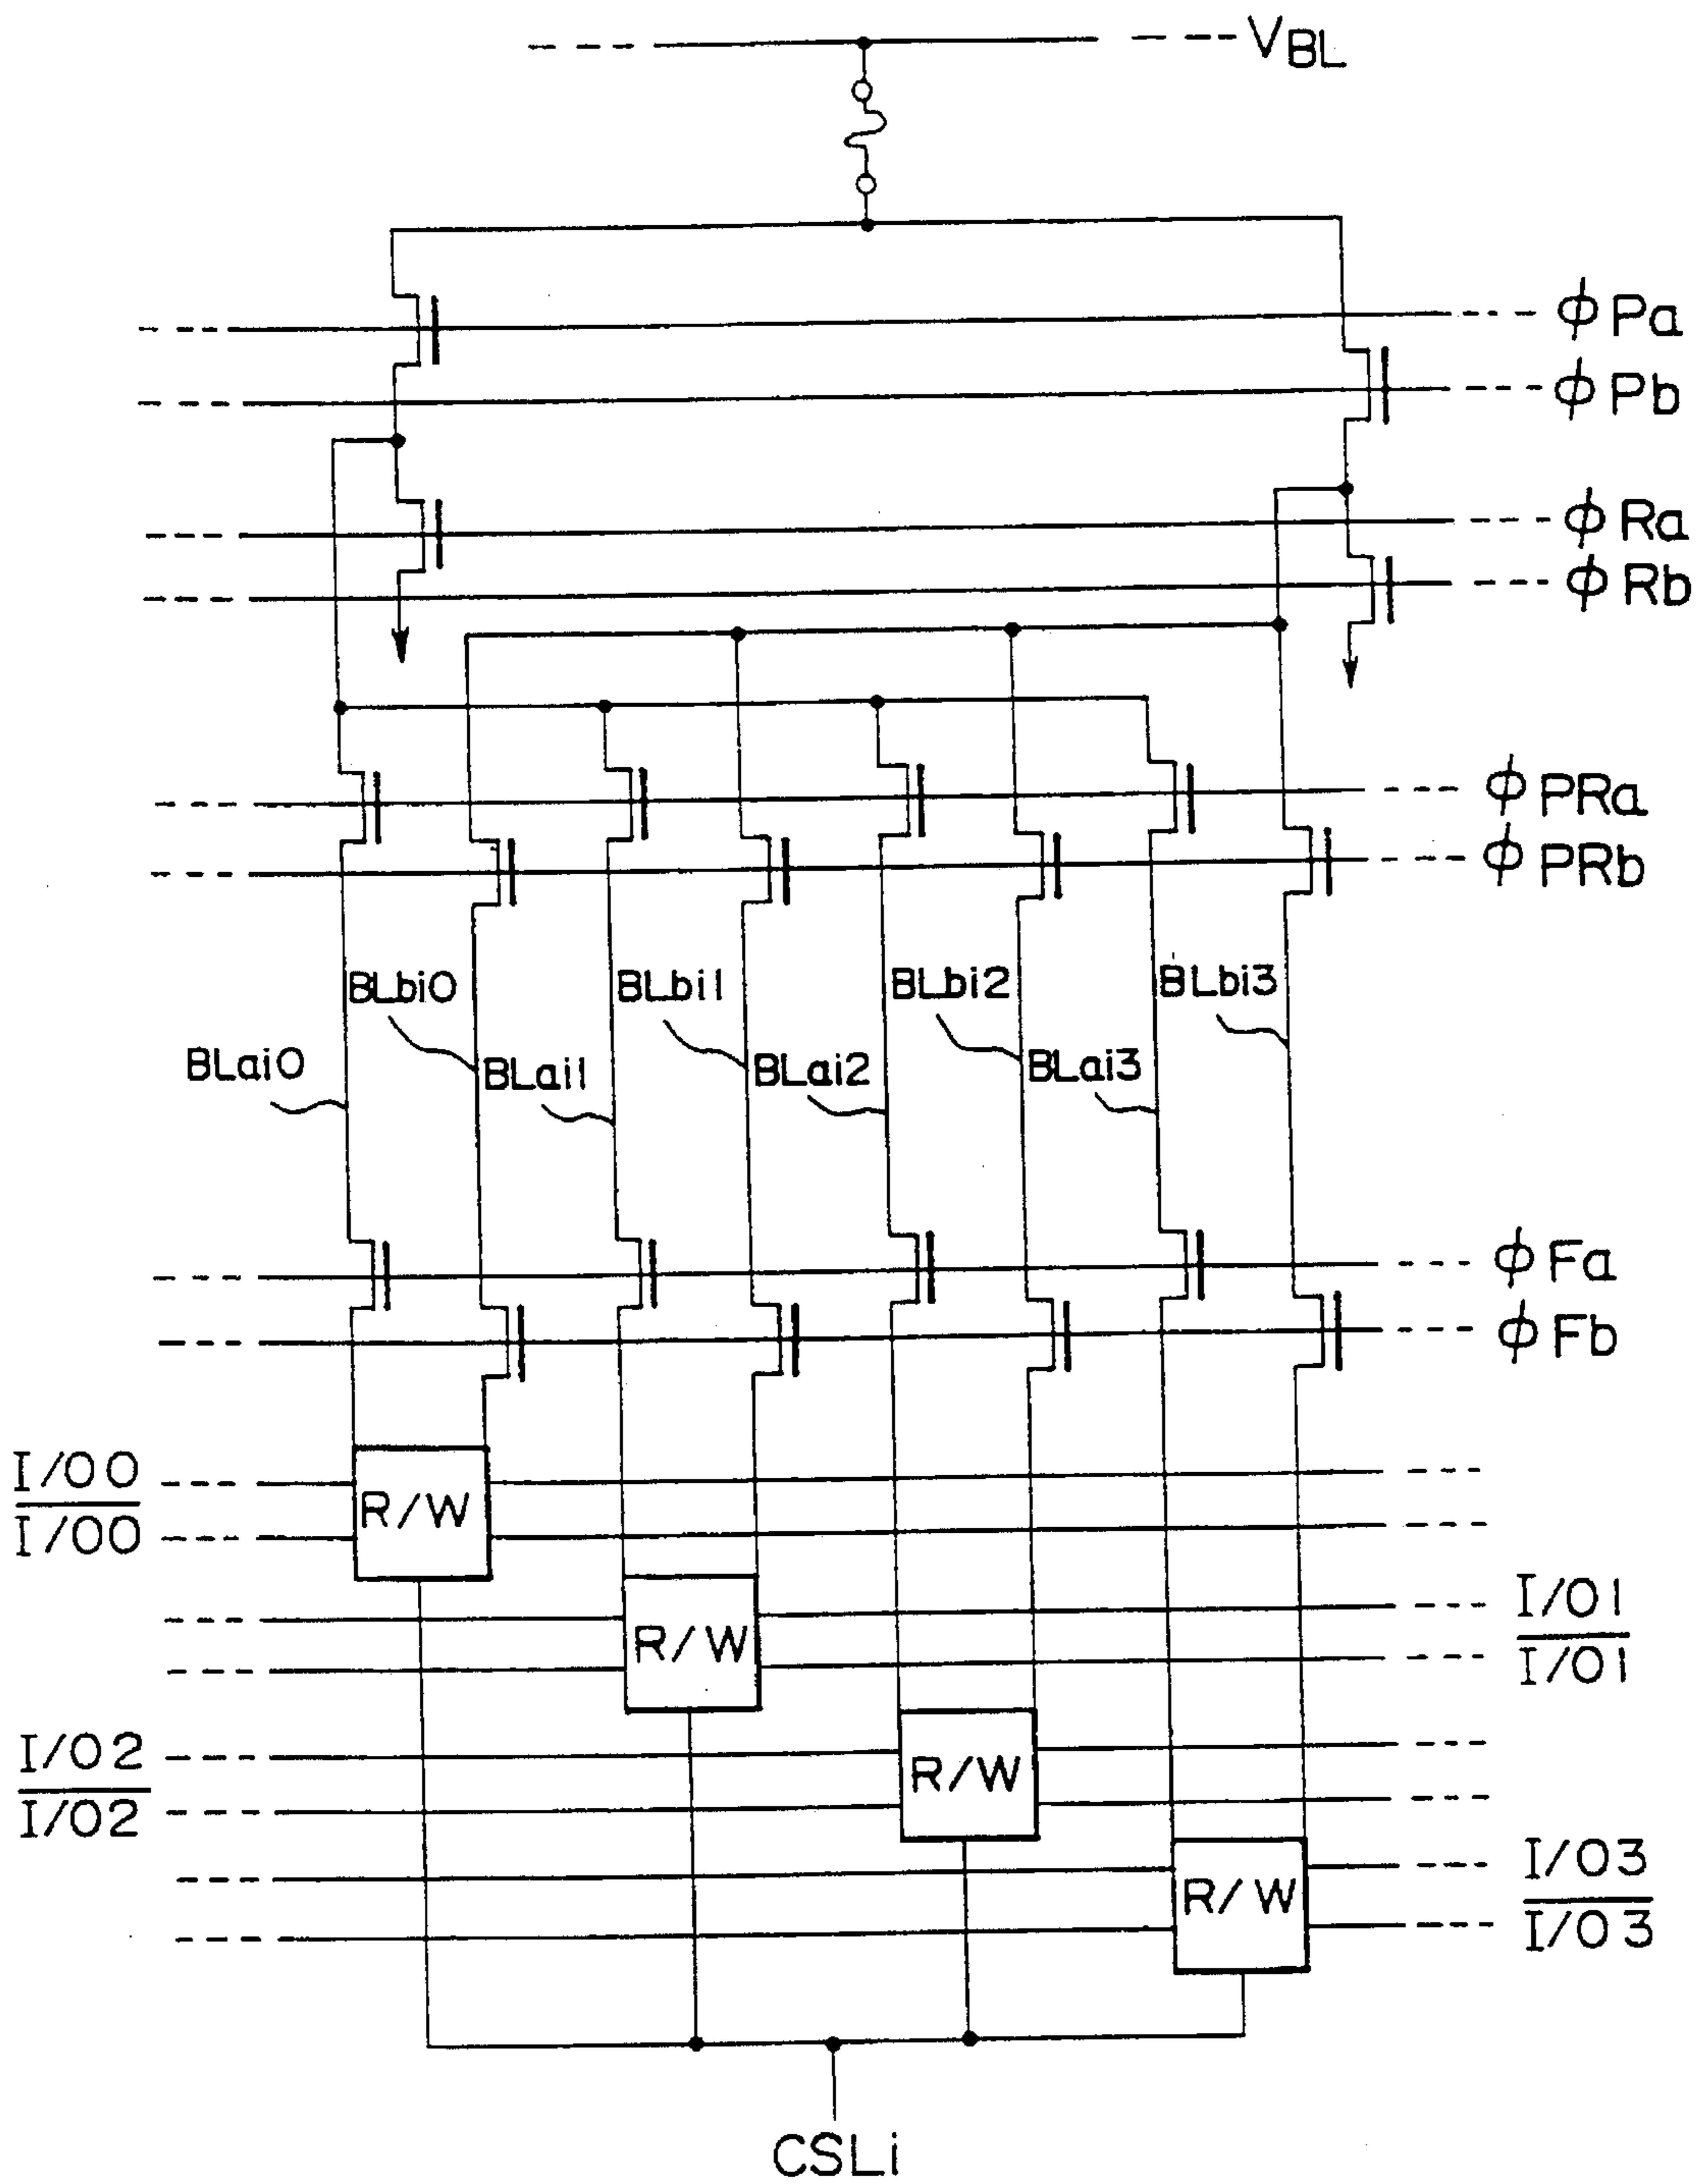 VBL
ϕPa
ϕPb
ϕRa
ϕRb
ϕPRa
ϕPRb
BLbi0
BLbi1
BLbi2
BLbi3
BLai0
BLai1
BLai2
BLai3
ϕFa
ϕFb
I/O0
I/O0
R/W
I/O1
I/O1
R/W
I/O2
I/O2
R/W
I/O3
I/O3
R/W
CSLi